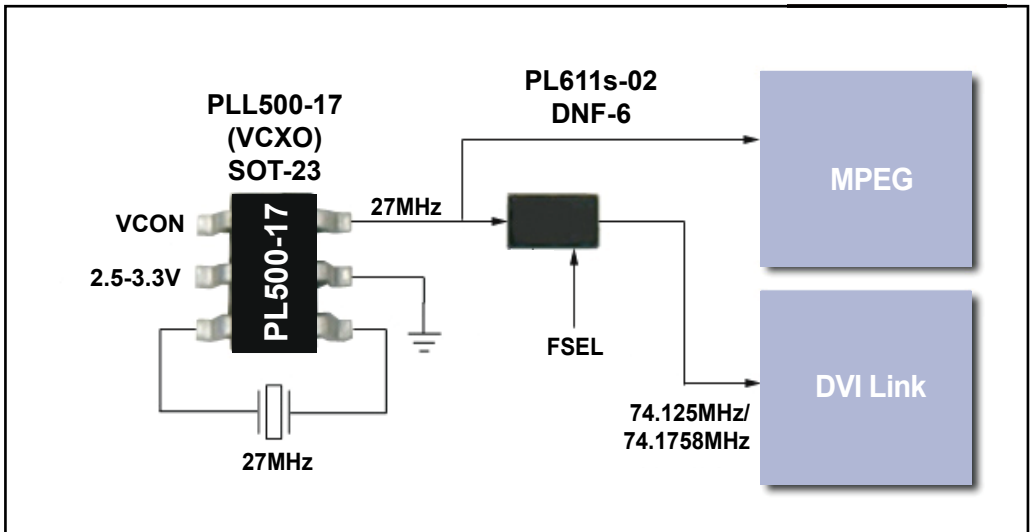 PLL500-17
(VCXO)
SOT-23
VCON
2.5-3.3V
PL500-17
27MHz
27MHz
PL611s-02
DNF-6
FSEL
MPEG
DVI Link
74.125MHz/
74.1758MHz